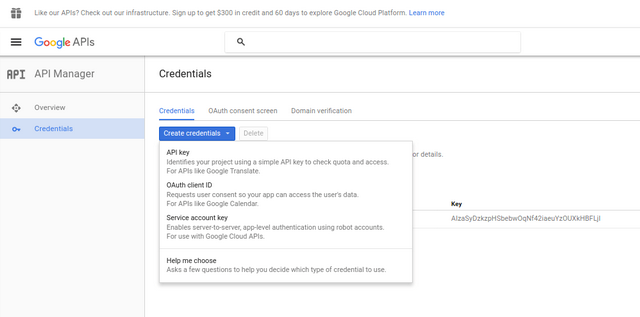 Like our APIs? Check out our infrastructure. Sign up to get $300 in credit and 60 days to explore Google Cloud Platform. Learn more
Google APIs
API API Manager
Credentials
Overview
Credentials
Credentials OAuth consent screen Domain verification
Create credentials Delete
API key
Identifies your project using a simple API key to check quota and access.
For APIs like Google Translate.
or details.
OAuth client ID
Requests user consent so your app can access the user's data.
For APIs like Google Calendar.
Key
Service account key
Enables server-to-server, app-level authentication using robot accounts.
For use with Google Cloud APIs.
Help me choose
Asks a few questions to help you decide which type of credential to use.